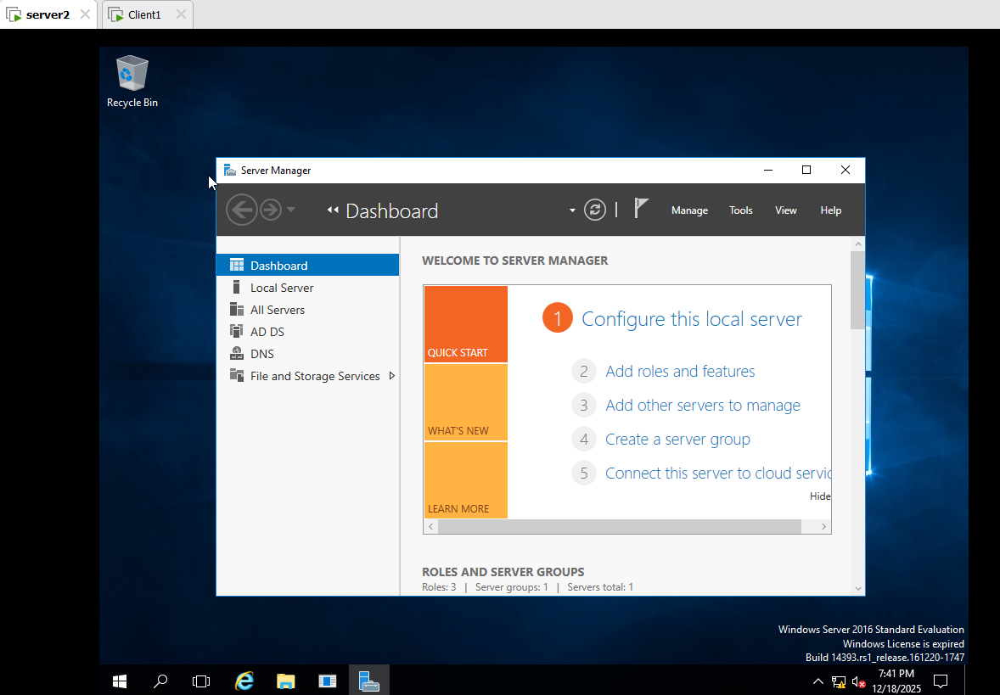 server2
Client1
Recycle Bin
Server Manager
Dashboard
Manage
Tools
View
Help
Dashboard
Local Server
All Servers
AD DS
DNS
File and Storage Services
WELCOME TO SERVER MANAGER
QUICK START
WHAT'S NEW
LEARN MORE
1 Configure this local server
2 Add roles and features
3 Add other servers to manage
4 Create a server group
5 Connect this server to cloud servic
Hide
ROLES AND SERVER GROUPS
Roles: 3 | Server groups: 1 | Servers total: 1
Windows Server 2016 Standard Evaluation
Windows License is expired
Build 14393.rs1_release.161220-1747
7:41 PM
12/18/2025